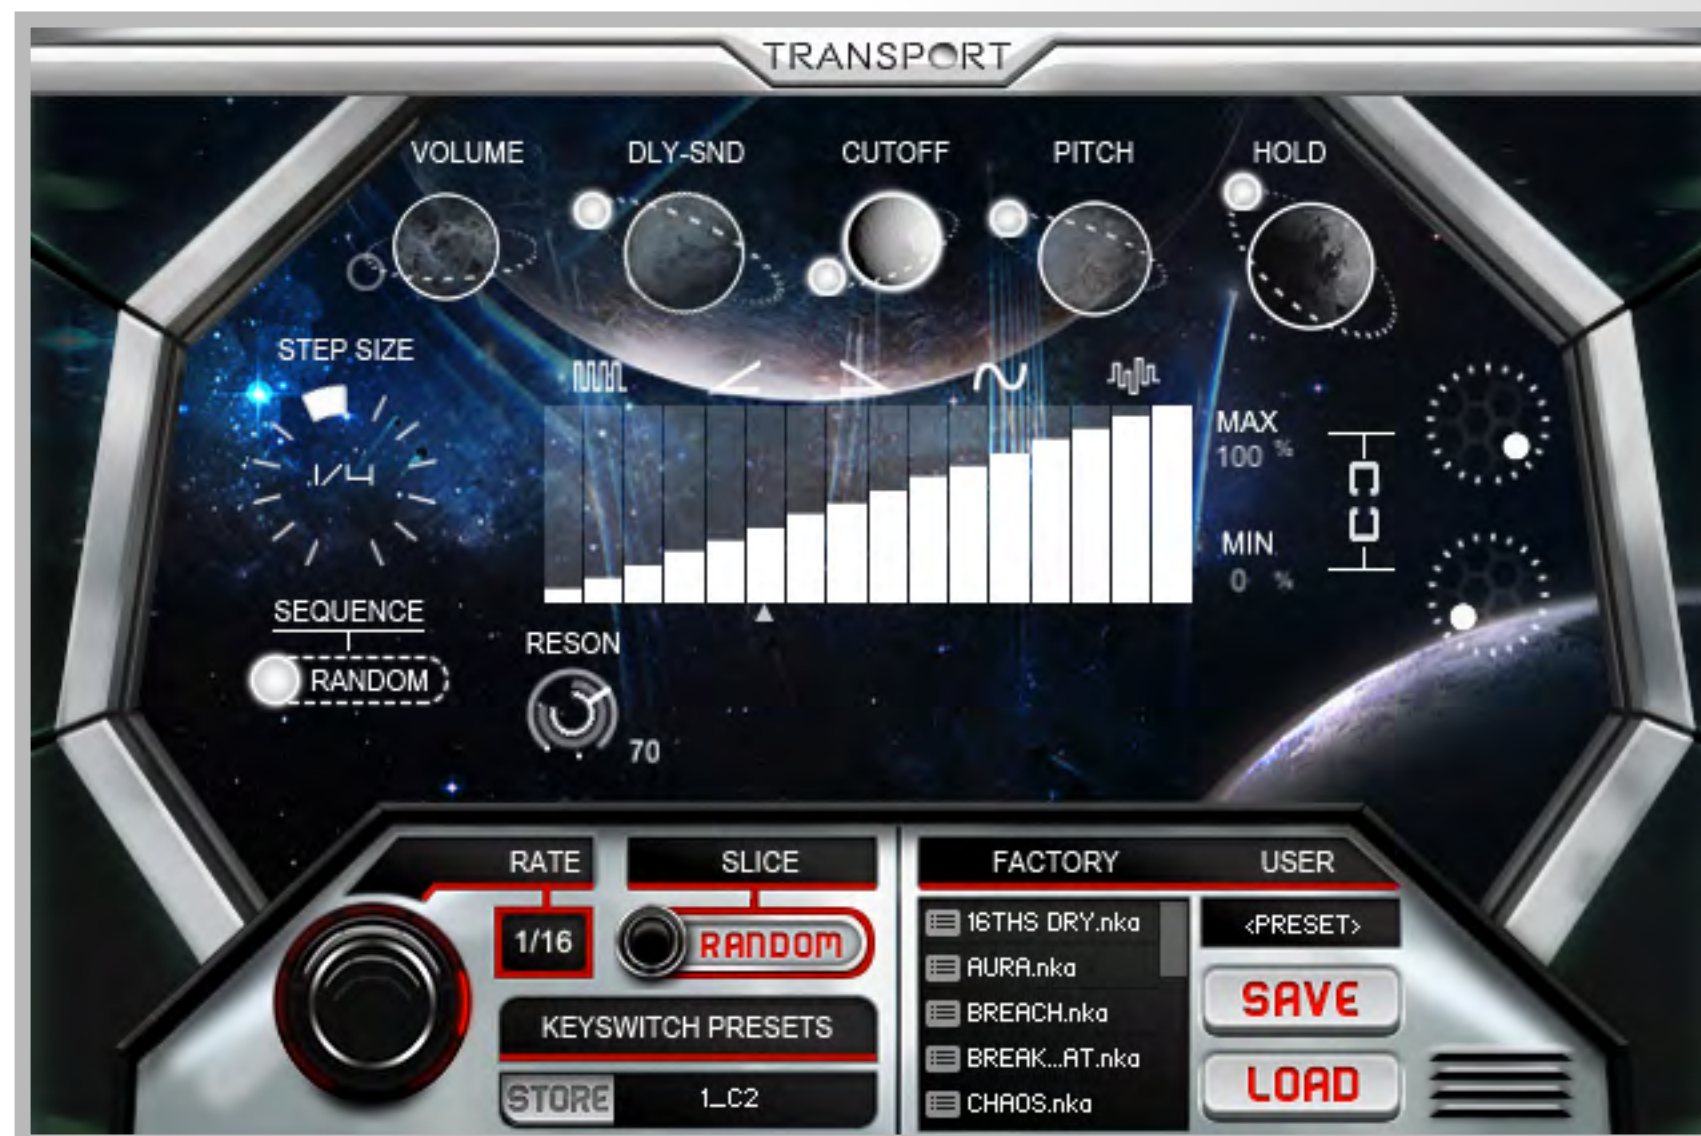 TRANSPORT
VOLUME DLY-SND CUTOFF PITCH HOLD
STEP SIZE
1/4
MAX
100 %
MIN
0 %
SEQUENCE
RANDOM
RESON
70
RATE
1/16
SLICE
RANDOM
KEYSWITCH PRESETS
STORE 1_C2
FACTORY USER
16THS DRY.nka
AURA.nka
BREACH.nka
BREAK...AT.nka
CHAOS.nka
<PRESET>
SAVE
LOAD